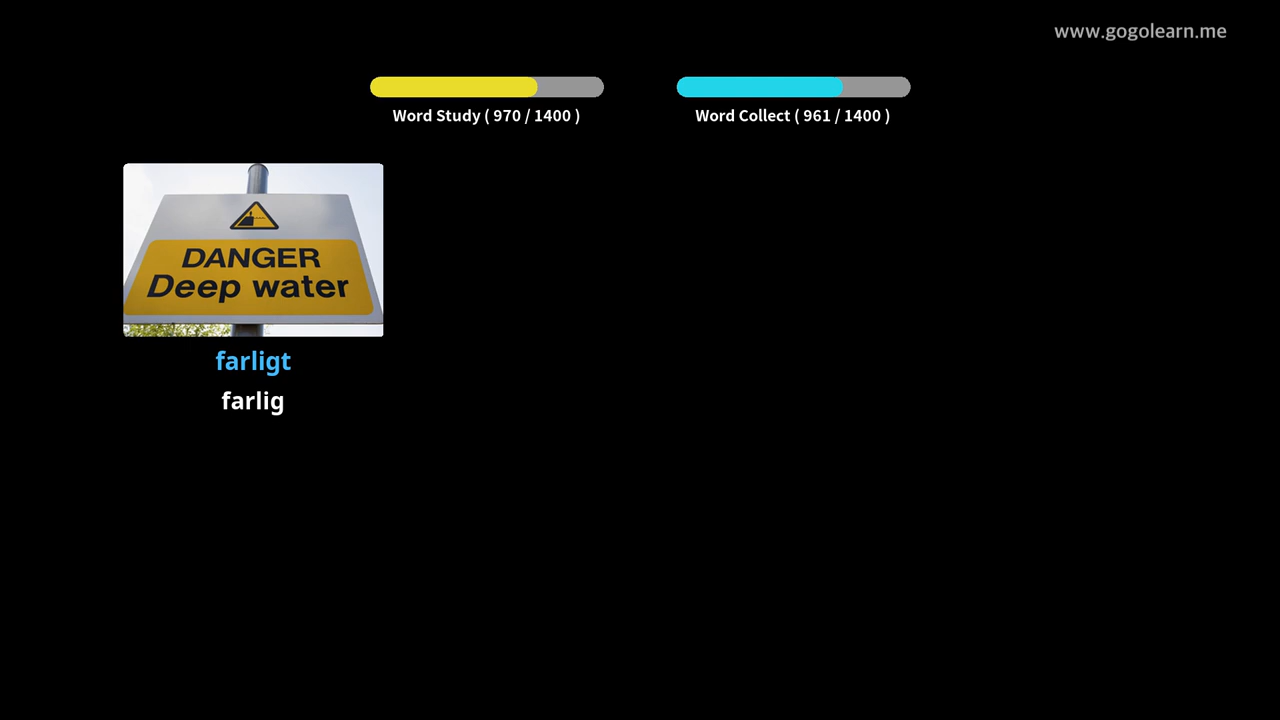 www.gogolearn.me
Word Study ( 970 / 1400 )
Word Collect ( 961 / 1400 )
DANGER
Deep water
farligt
farlig